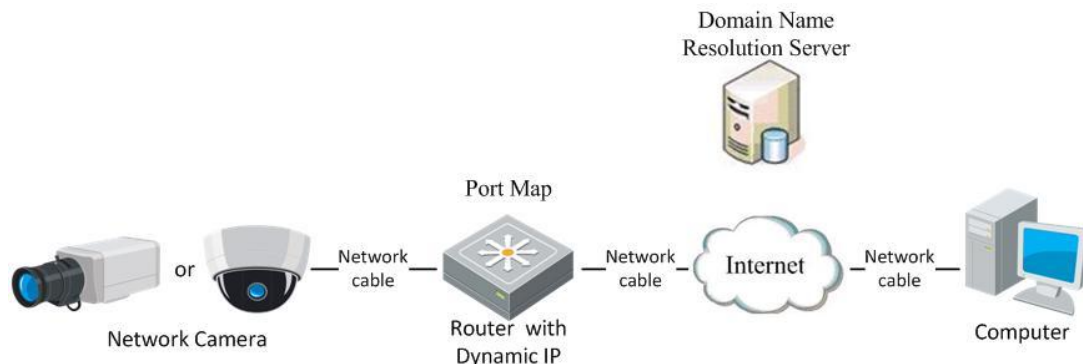 Domain Name
Resolution Server
Port Map
or
Network
cable
Network
cable
Internet
Network
cable
Network Camera
Router with
Dynamic IP
Computer